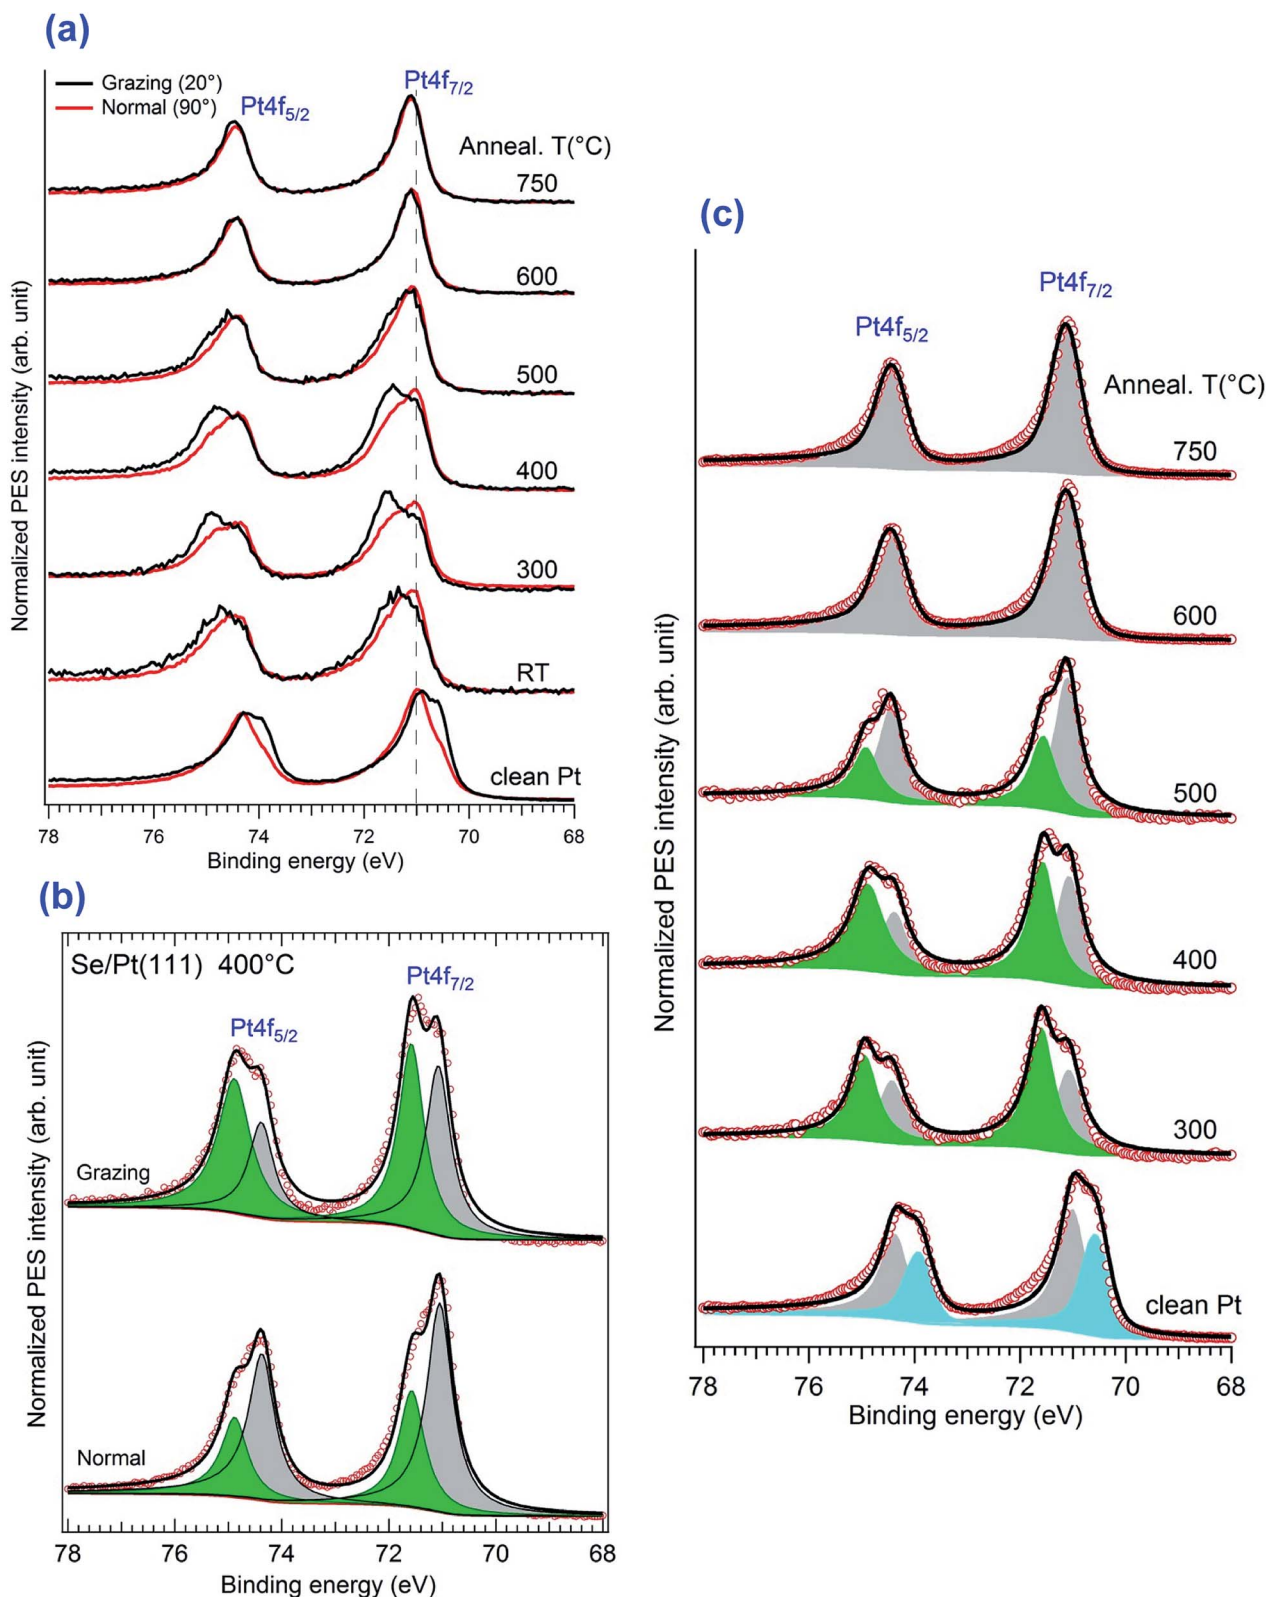 (a)
Grazing (20°)
Normal (90°)
Pt4f5/2
Pt4f7/2
Anneal. T(°C)
750
600
500
400
300
RT
clean Pt
Normalized PES intensity (arb. unit)
78 76 74 72 70 68
Binding energy (eV)
(b)
Se/Pt(111) 400°C
Pt4f7/2
Pt4f5/2
Grazing
Normal
Normalized PES intensity (arb. unit)
78 76 74 72 70 68
Binding energy (eV)
(c)
Pt4f7/2
Pt4f5/2
Anneal. T(°C)
750
600
500
400
300
clean Pt
Normalized PES intensity (arb. unit)
78 76 74 72 70 68
Binding energy (eV)